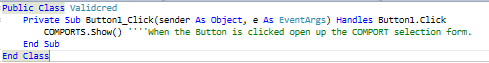 Public Class Validcred
Private Sub Button1_Click(sender As Object, e As EventArgs) Handles Button1.Click
COMPORTS.Show() ''''When the Button is clicked open up the COMPORT selection form.
End Sub
End Class